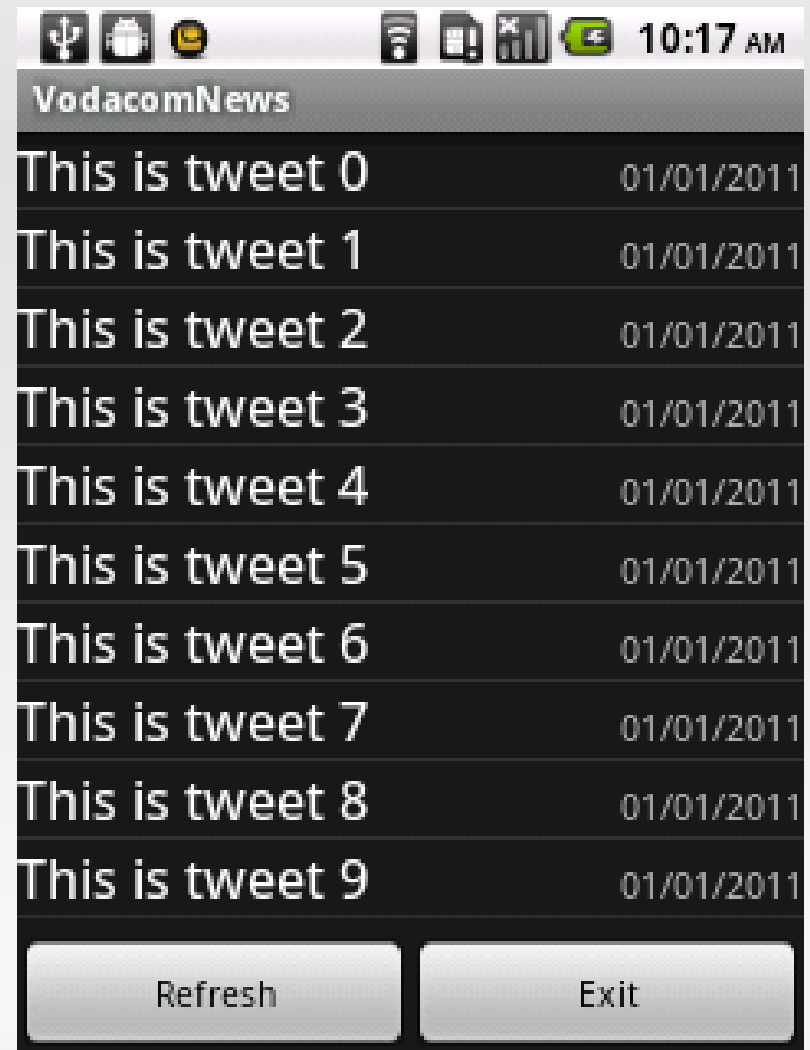 10:17 AM
VodacomNews
This is tweet 0 01/01/2011
This is tweet 1 01/01/2011
This is tweet 2 01/01/2011
This is tweet 3 01/01/2011
This is tweet 4 01/01/2011
This is tweet 5 01/01/2011
This is tweet 6 01/01/2011
This is tweet 7 01/01/2011
This is tweet 8 01/01/2011
This is tweet 9 01/01/2011
Refresh Exit